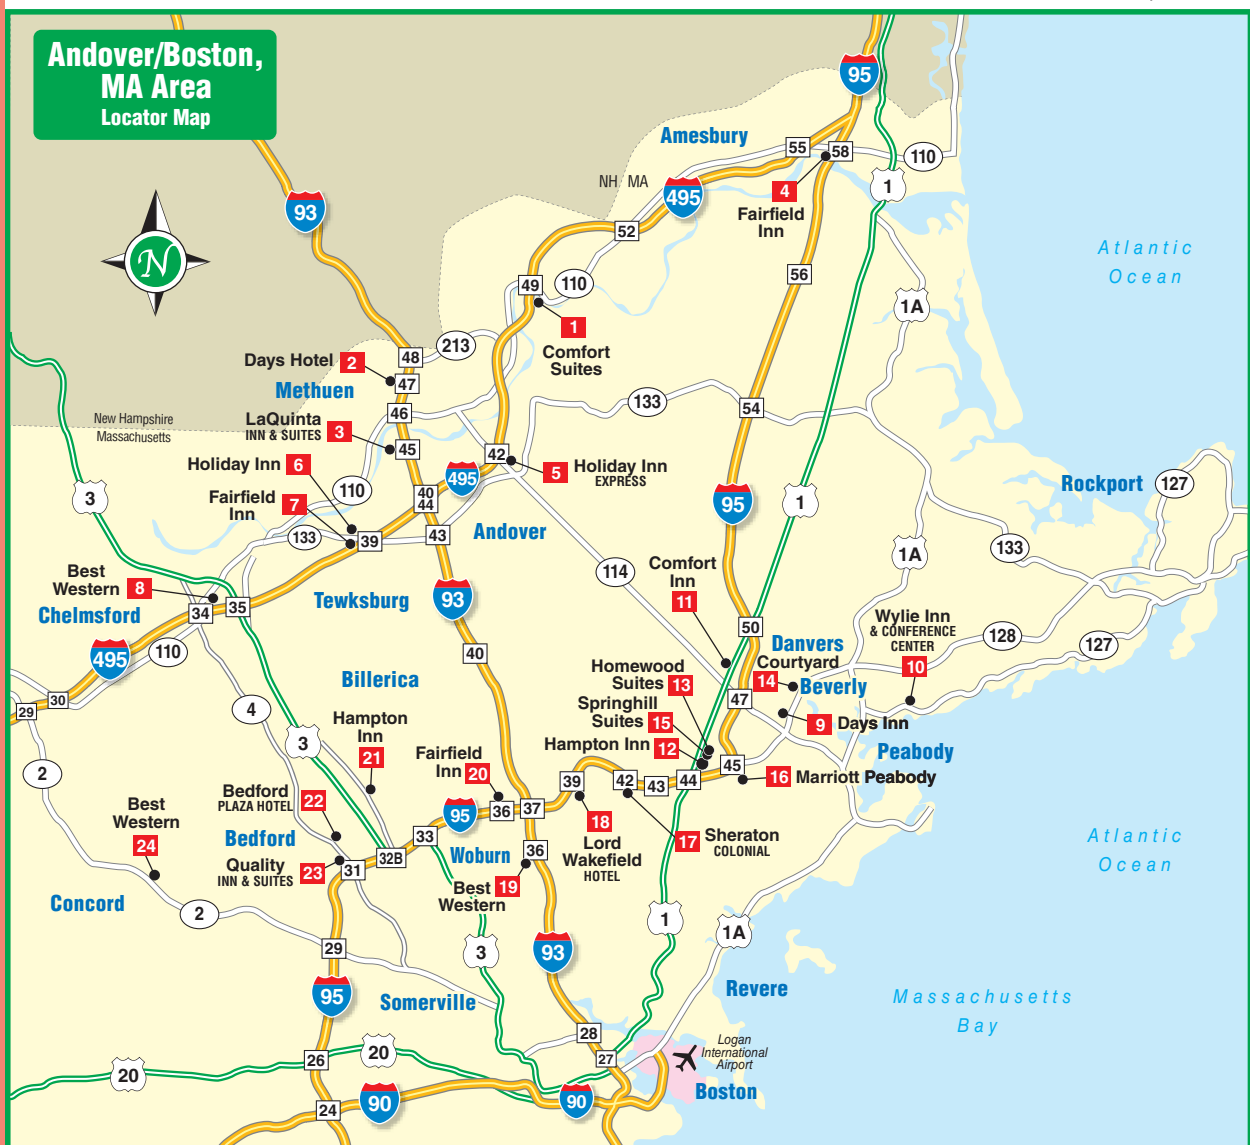 Andover/Boston,
MA Area
Locator Map
95
Amesbury
55
58
110
NH MA
93
495
4
1
Fairfield
Inn
52
N
Atlantic
Ocean
56
49
110
1A
1
Comfort
Suites
213
48
Days Hotel 2
47
Methuen
133
54
46
New Hampshire
Massachusetts
LaQuinta
INN & SUITES 3
45
42
Holiday Inn 6
5 Holiday Inn
EXPRESS
495
Rockport
127
3
110
40
44
Fairfield
Inn
7
95
1
133
39
43
Andover
133
1A
Best
Western 8
114
Comfort
Inn
11
Chelmsford
34
35
Tewksburg
93
Wylie Inn
& CONFERENCE
CENTER
10
50
128
127
Danvers
495
110
40
Homewood
Suites 13
Courtyard
14
Beverly
Billerica
30
29
4
47
Springhill
Suites 15
9 Days Inn
Hampton
Inn
21
3
Hampton Inn 12
Peabody
Fairfield
Inn 20
45
16 Marriott Peabody
2
39
42
43
44
Bedford
PLAZA HOTEL 22
Best
Western
24
95
36
37
18
Lord
Wakefield
HOTEL
17 Sheraton
COLONIAL
Bedford
33
Atlantic
Ocean
Quality
INN & SUITES 23
31
32B
Woburn
36
Best
Western
19
Concord
2
1
1A
29
3
93
95
Somerville
Revere
Massachusetts
Bay
28
Logan
International
Airport
20
20
26
27
Boston
90
90
24